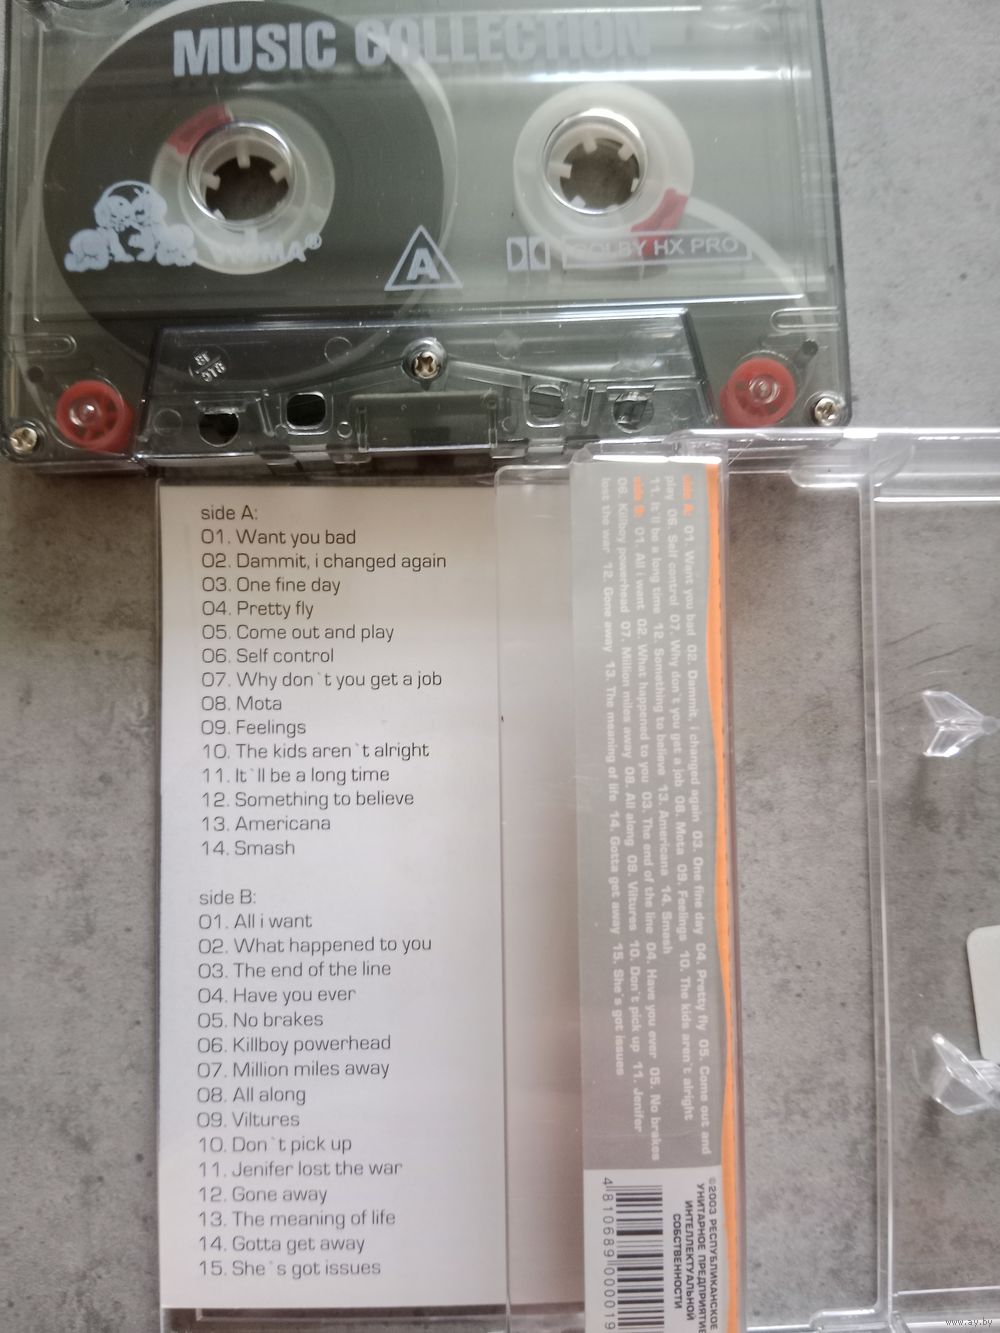 MUSIC COLLECTION
A
DOLBY HX PRO
side A:
01. Want you bad
02. Dammit, i changed again
03. One fine day
04. Pretty fly
05. Come out and play
06. Self control
07. Why don`t you get a job
08. Mota
09. Feelings
10. The kids aren`t alright
11. It`ll be a long time
12. Something to believe
13. Americana
14. Smash
side B:
01. All i want
02. What happened to you
03. The end of the line
04. Have you ever
05. No brakes
06. Killboy powerhead
07. Million miles away
08. All along
09. Viltures
10. Don`t pick up
11. Jenifer lost the war
12. Gone away
13. The meaning of life
14. Gotta get away
15. She`s got issues
side A: 01. Want you bad 02. Dammit, i changed again 03. One fine day 04. Pretty fly 05. Come out and
play 06. Self control 07. Why don`t you get a job 08. Mota 09. Feelings 10. The kids aren`t alright
11. It`ll be a long time 12. Something to believe 13. Americana 14. Smash
side B: 01. All i want 02. What happened to you 03. The end of the line 04. Have you ever 05. No brakes
06. Killboy powerhead 07. Million miles away 08. All along 09. Viltures 10. Don`t pick up 11. Jenifer
lost the war 12. Gone away 13. The meaning of life 14. Gotta get away 15. She`s got issues
©2003 РЕСПУБЛИКАНСКОЕ
УНИТАРНОЕ ПРЕДПРИЯТИЕ
ИНТЕЛЛЕКТУАЛЬНОЙ
СОБСТВЕННОСТИ
4 810689 000019
www.ay.by